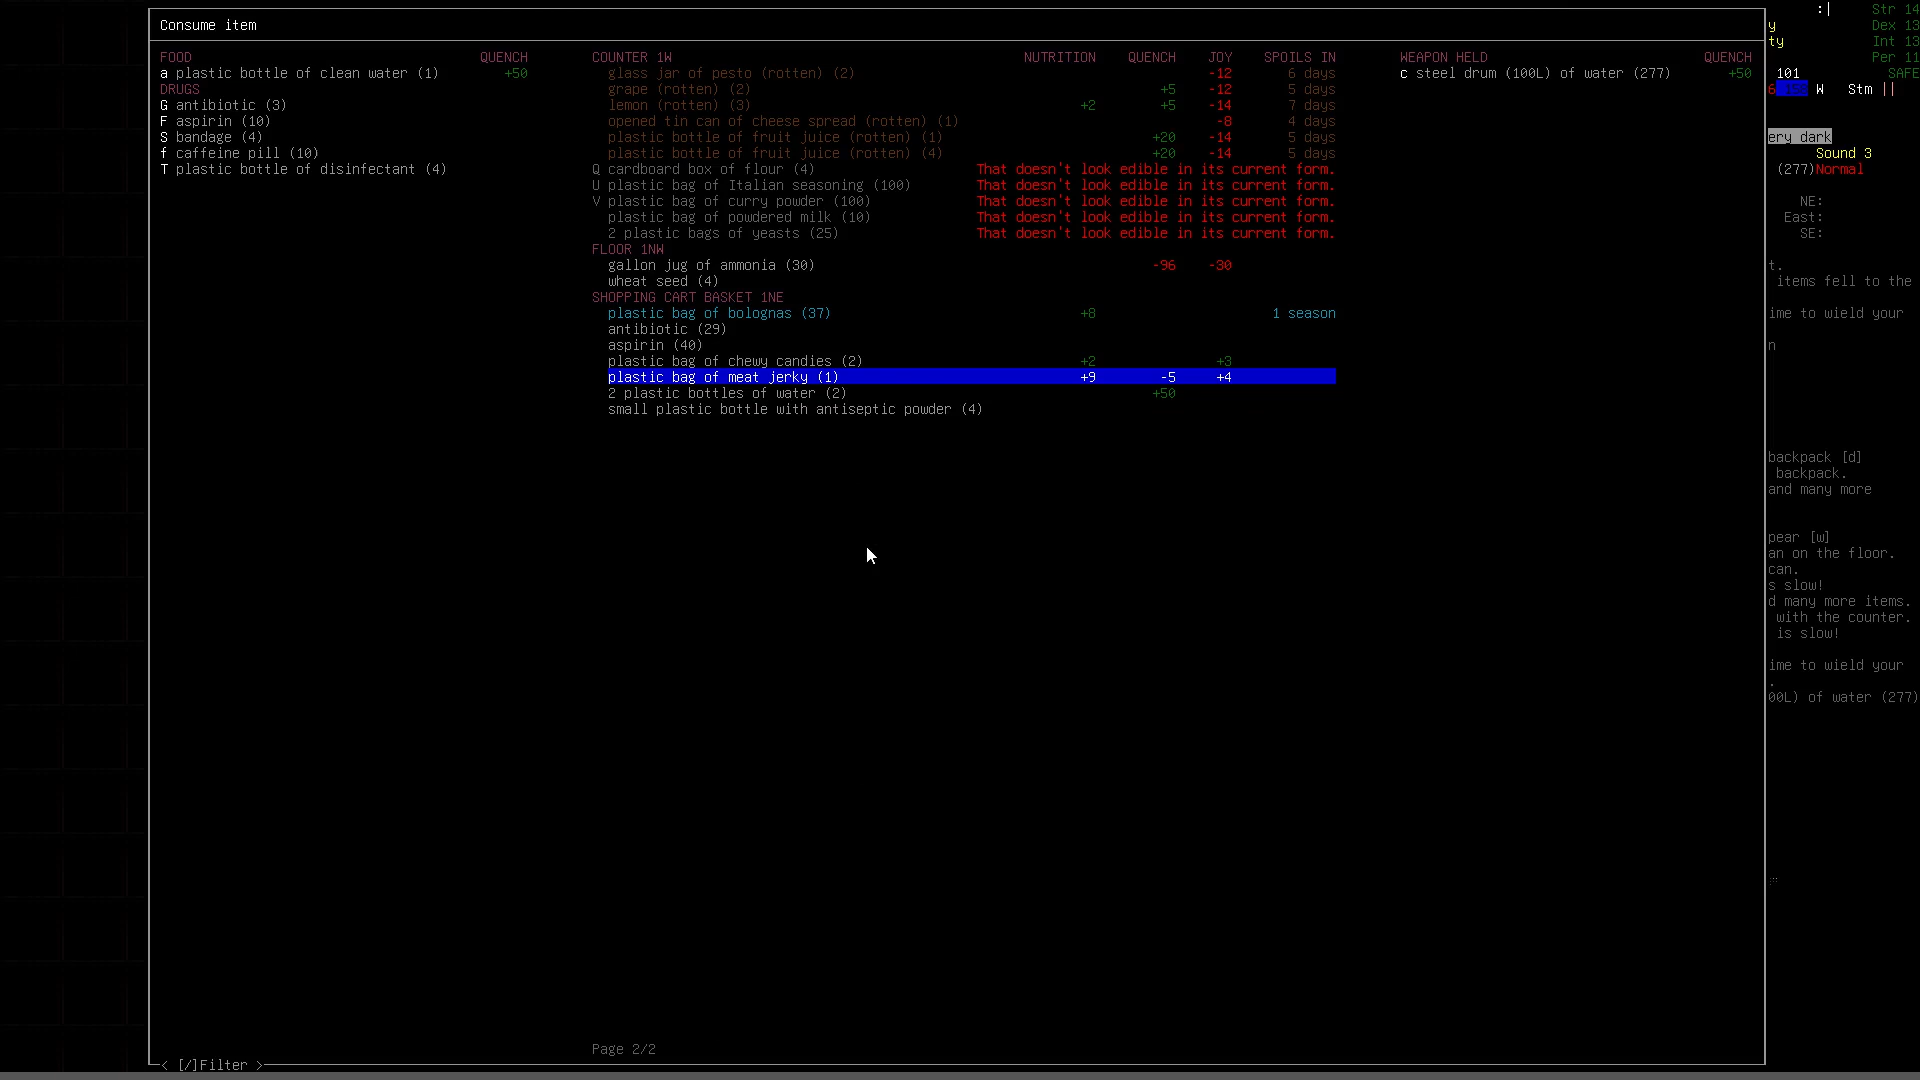 Consume item
FOOD QUENCH
a plastic bottle of clean water (1) +50
DRUGS
G antibiotic (3)
F aspirin (10)
S bandage (4)
f caffeine pill (10)
T plastic bottle of disinfectant (4)
COUNTER 1W NUTRITION QUENCH JOY SPOILS IN
glass jar of pesto (rotten) (2) -12 6 days
grape (rotten) (2) +5 -12 5 days
lemon (rotten) (3) +2 +5 -14 7 days
opened tin can of cheese spread (rotten) (1) -8 4 days
plastic bottle of fruit juice (rotten) (1) +20 -14 5 days
plastic bottle of fruit juice (rotten) (4) +20 -14 5 days
Q cardboard box of flour (4) That doesn't look edible in its current form.
U plastic bag of Italian seasoning (100) That doesn't look edible in its current form.
V plastic bag of curry powder (100) That doesn't look edible in its current form.
plastic bag of powdered milk (10) That doesn't look edible in its current form.
2 plastic bags of yeasts (25) That doesn't look edible in its current form.
FLOOR 1NW
gallon jug of ammonia (30) -96 -30
wheat seed (4)
SHOPPING CART BASKET 1NE
plastic bag of bolognas (37) +8 1 season
antibiotic (29)
aspirin (40)
plastic bag of chewy candies (2) +2 +3
plastic bag of meat jerky (1) +9 -5 +4
2 plastic bottles of water (2) +50
small plastic bottle with antiseptic powder (4)
WEAPON HELD QUENCH
c steel drum (100L) of water (277) +50
Page 2/2
< [/]Filter >
:| Str 14
y Dex 13
ty Int 13
Per 11
101 SAFE
6 W Stm ||
ery dark
Sound 3
(277)Normal
NE:
East:
SE:
t.
items fell to the
ime to wield your
n
backpack [d]
backpack.
and many more
pear [w]
an on the floor.
can.
s slow!
d many more items.
with the counter.
is slow!
ime to wield your
.
00L) of water (277)